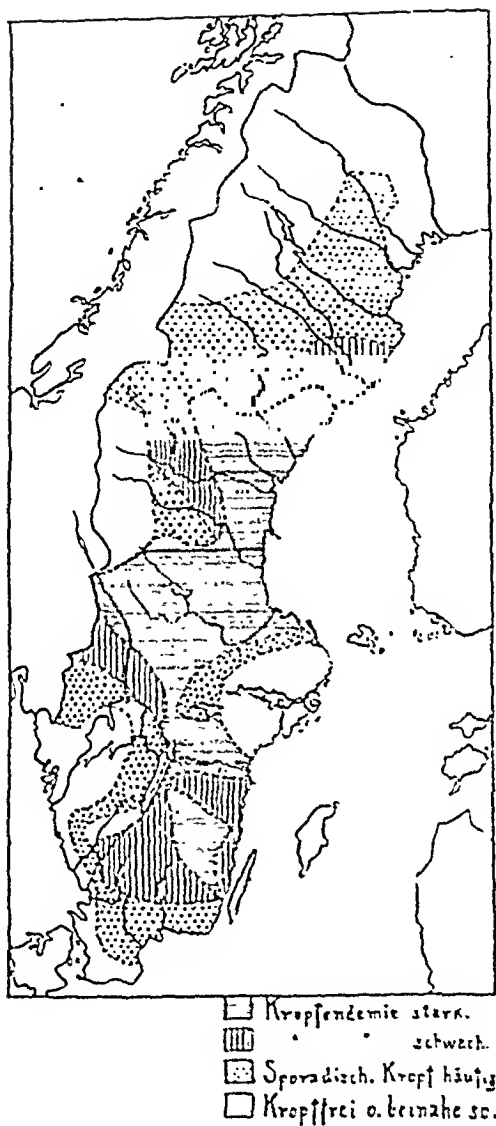 Kropfendemie stark.
" " schwach.
Sporadisch. Kropf häufig
Kropffrei o. beinahe so.